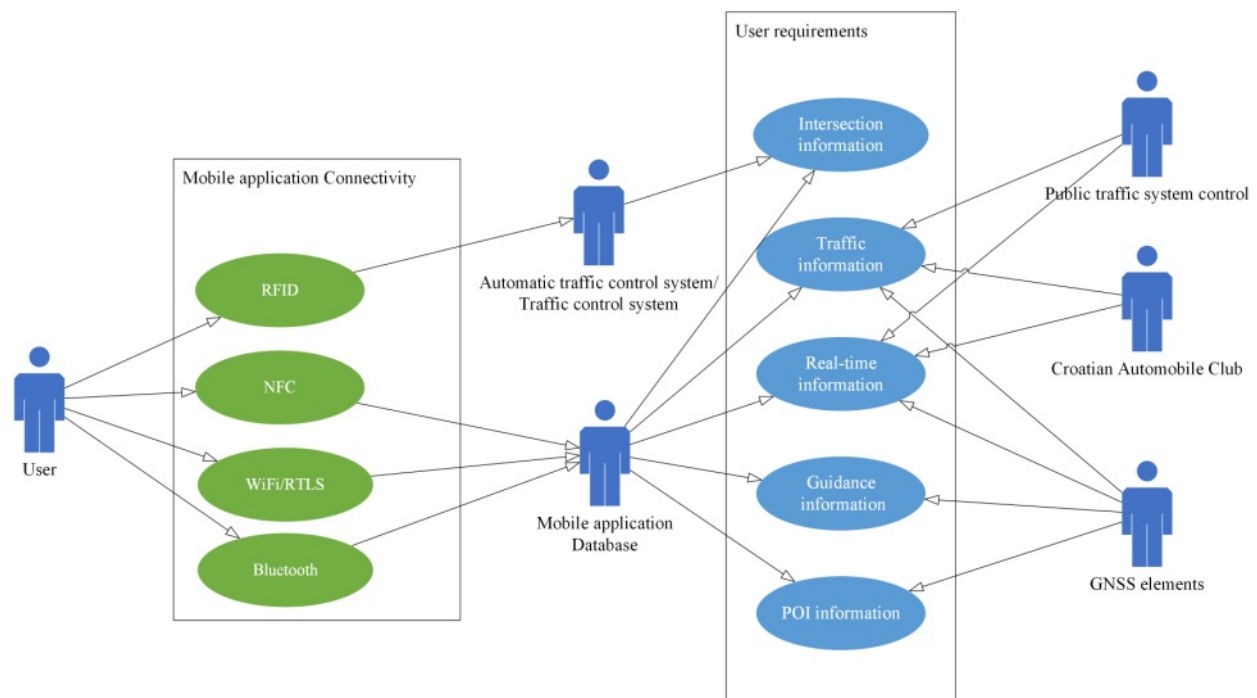 User requirements
Intersection
information
Public traffic system control
Mobile application Connectivity
Traffic
information
Automatic traffic control system/
Traffic control system
RFID
Real-time
information
Croatian Automobile Club
NFC
User
WiFi/RTLS
Guidance
information
Mobile application
Database
Bluetooth
GNSS elements
POI information